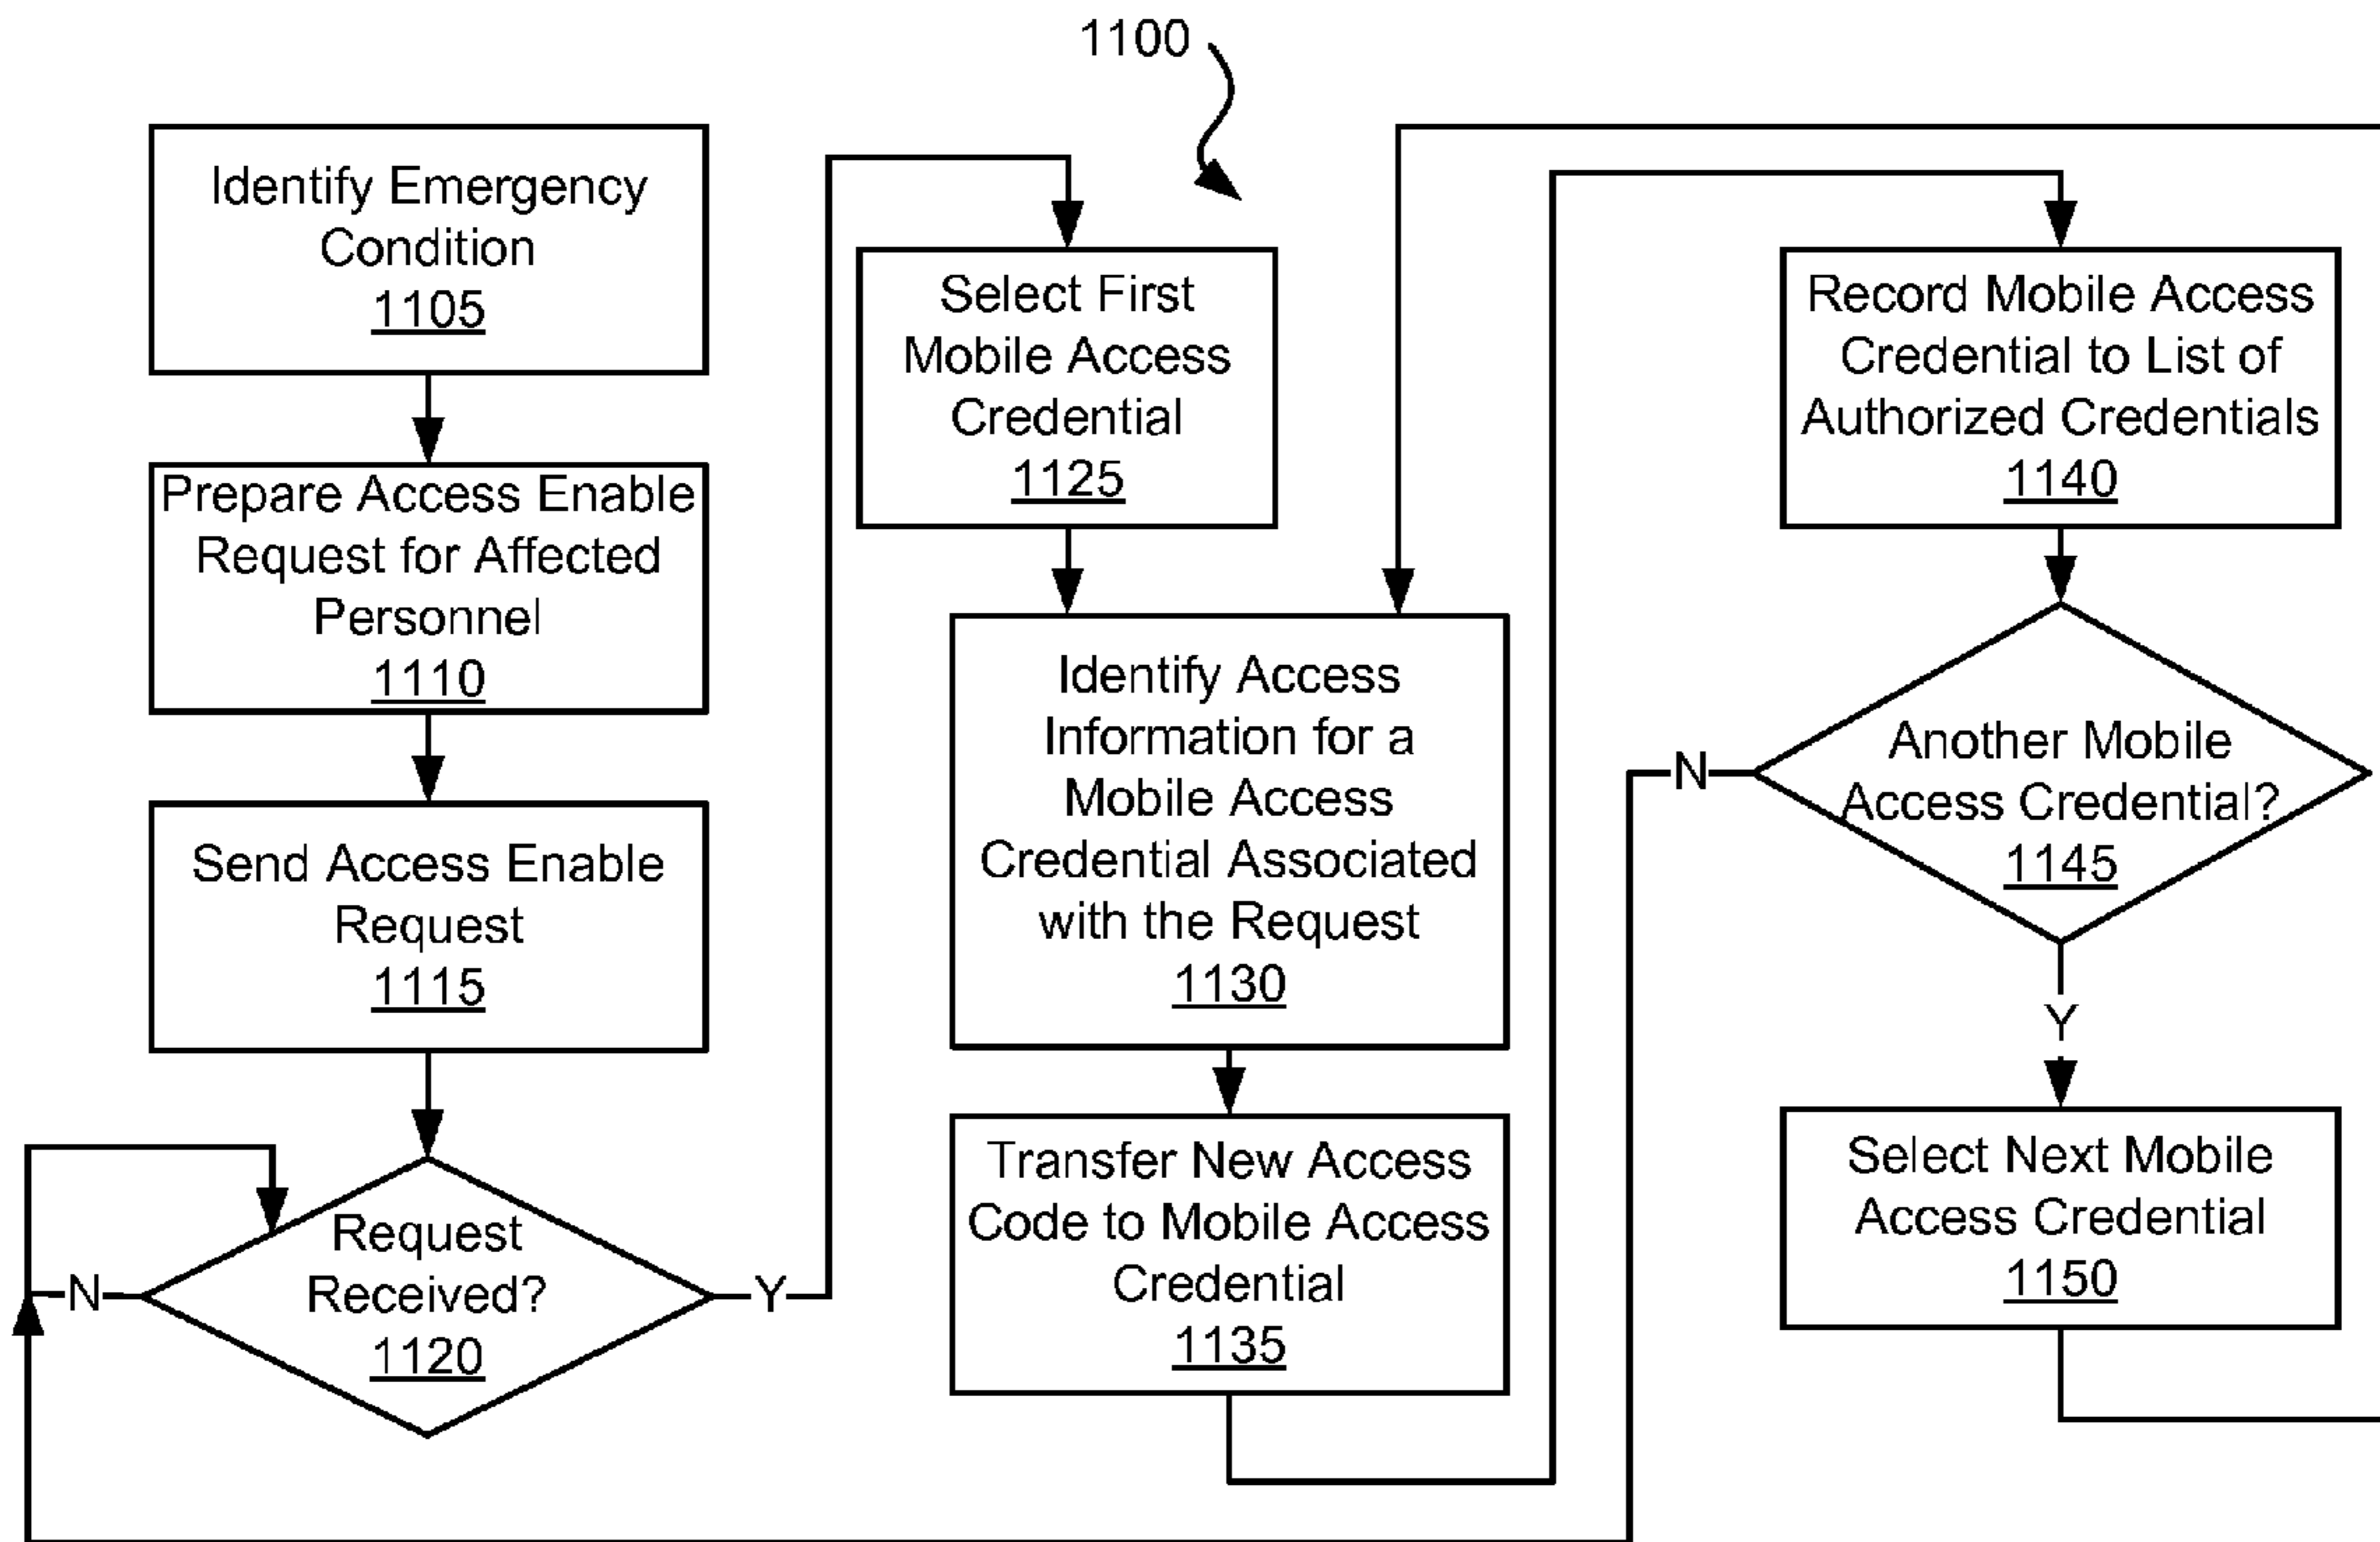 1100
Identify Emergency
Condition
1105
Prepare Access Enable
Request for Affected
Personnel
1110
Send Access Enable
Request
1115
Request
Received?
1120
N
Y
Select First
Mobile Access
Credential
1125
Identify Access
Information for a
Mobile Access
Credential Associated
with the Request
1130
Transfer New Access
Code to Mobile Access
Credential
1135
Record Mobile Access
Credential to List of
Authorized Credentials
1140
Another Mobile
Access Credential?
1145
N
Y
Select Next Mobile
Access Credential
1150